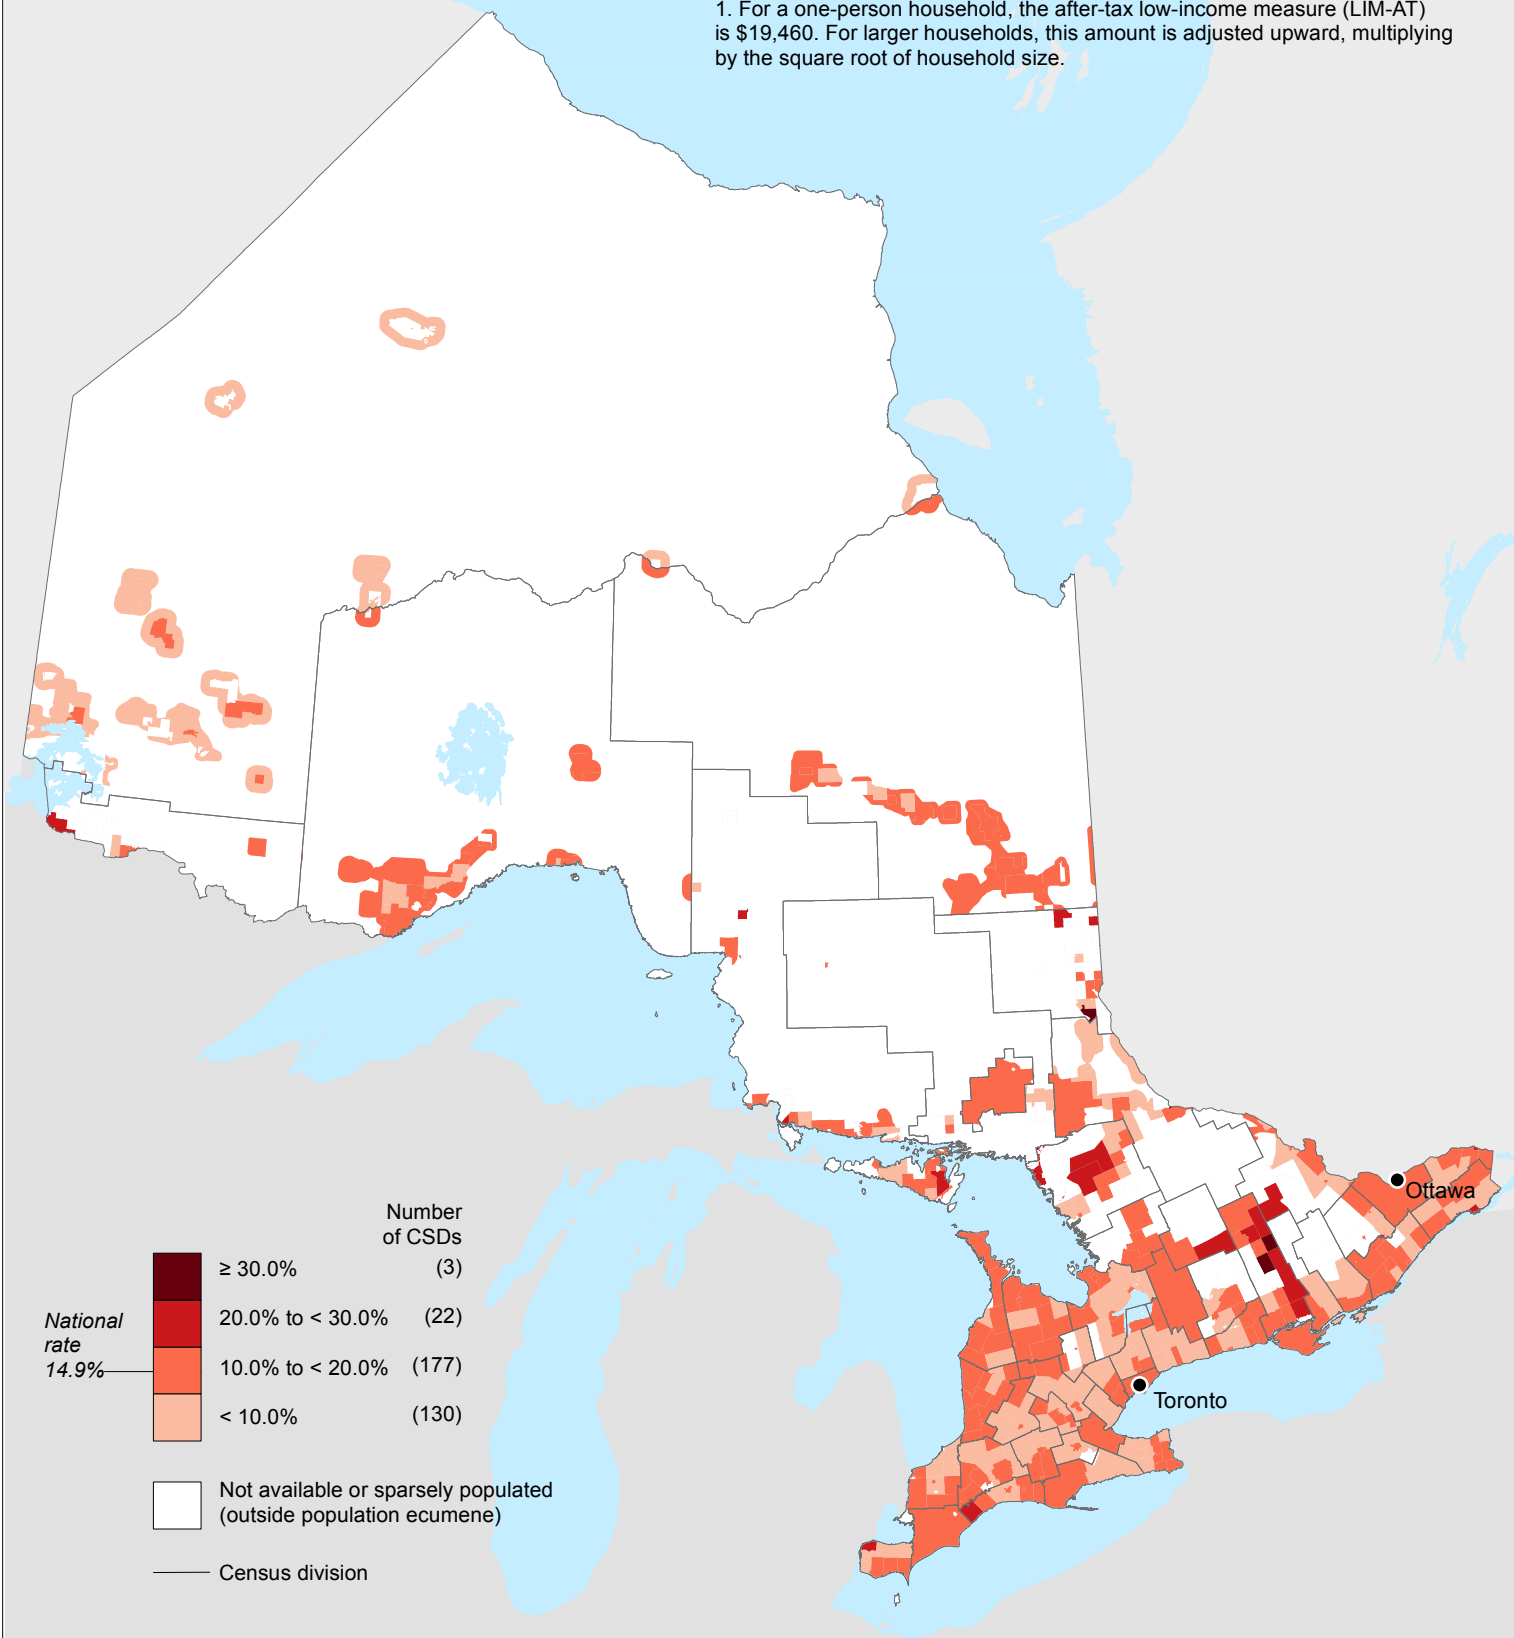 1. For a one-person household, the after-tax low-income measure (LIM-AT)
is $19,460. For larger households, this amount is adjusted upward, multiplying
by the square root of household size.
Ottawa
Toronto
Number
of CSDs
≥ 30.0% (3)
20.0% to < 30.0% (22)
10.0% to < 20.0% (177)
< 10.0% (130)
National
rate
14.9%
Not available or sparsely populated
(outside population ecumene)
Census division